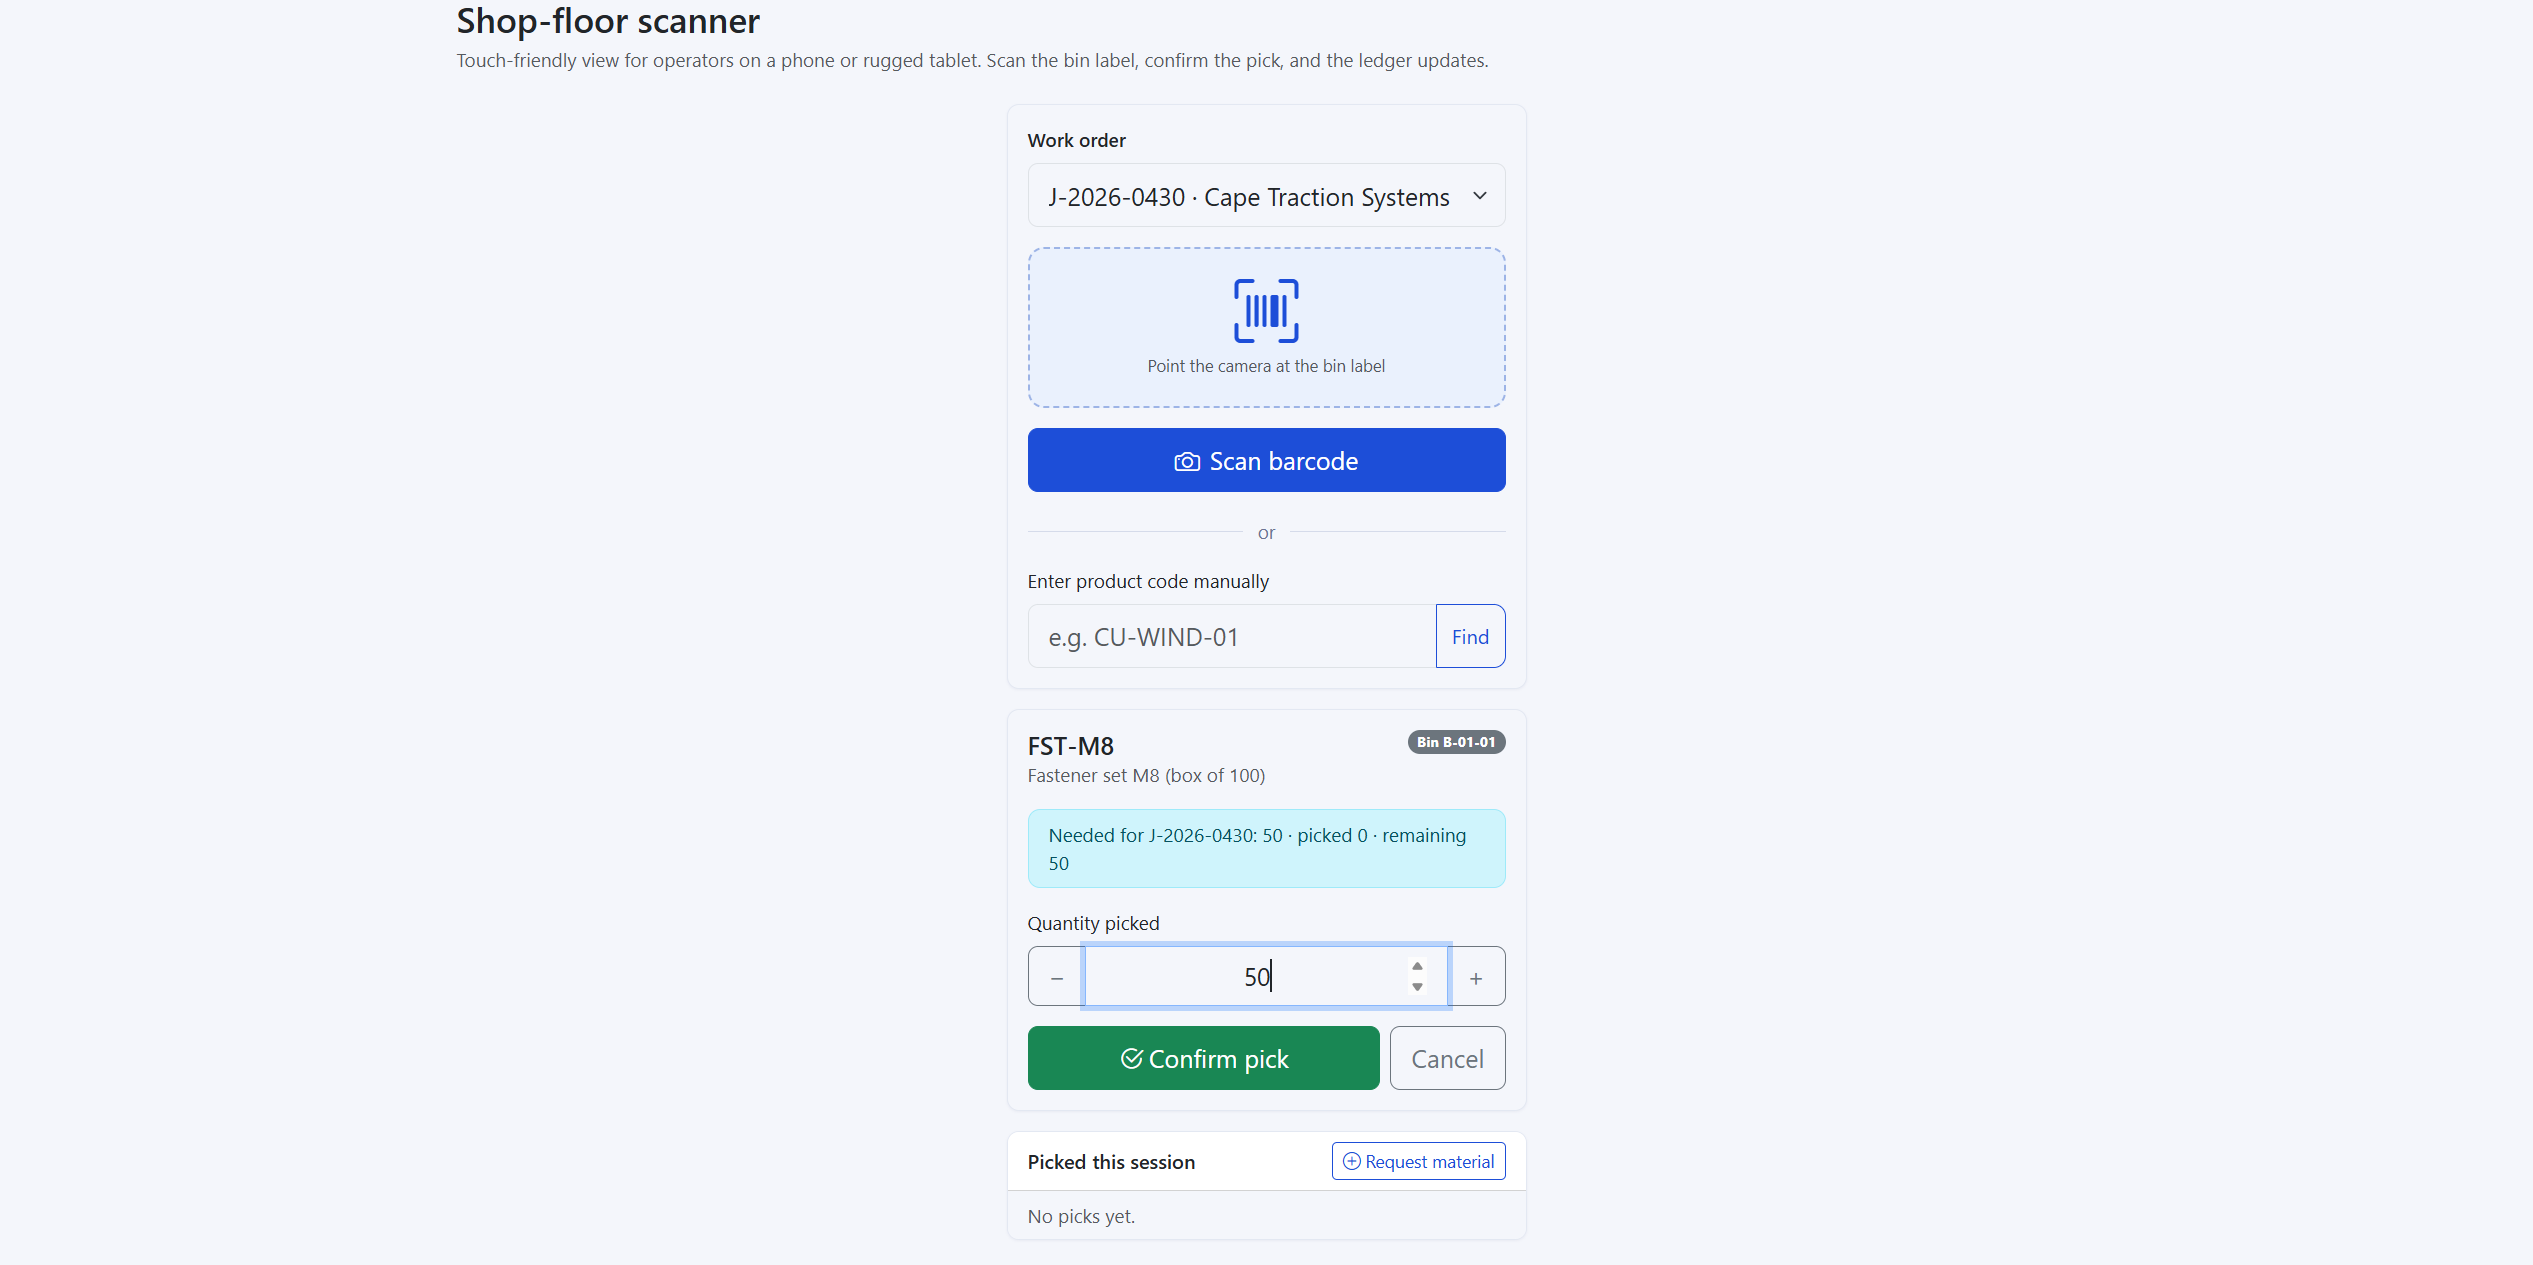 Shop-floor scanner
Touch-friendly view for operators on a phone or rugged tablet. Scan the bin label, confirm the pick, and the ledger updates.
Work order
J-2026-0430 · Cape Traction Systems
Point the camera at the bin label
Scan barcode
or
Enter product code manually
e.g. CU-WIND-01
Find
FST-M8
Bin B-01-01
Fastener set M8 (box of 100)
Needed for J-2026-0430: 50 · picked 0 · remaining
50
Quantity picked
− 50 +
Confirm pick
Cancel
Picked this session
Request material
No picks yet.